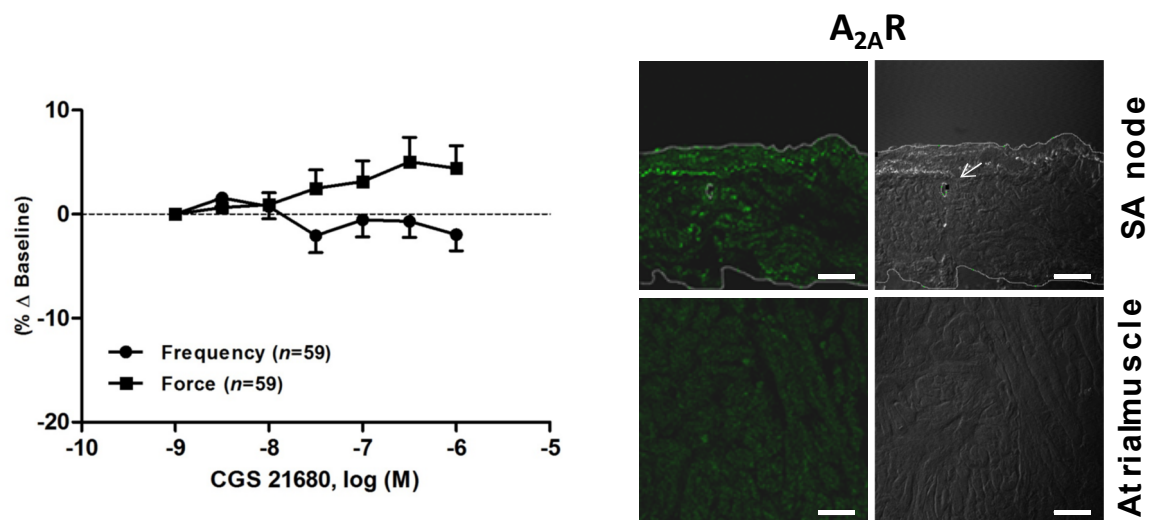 A2AR
10
0
-10
-20
(% Δ Baseline)
Frequency (n=59)
Force (n=59)
-10 -9 -8 -7 -6 -5
CGS 21680, log (M)
SA node
Atrialmuscle